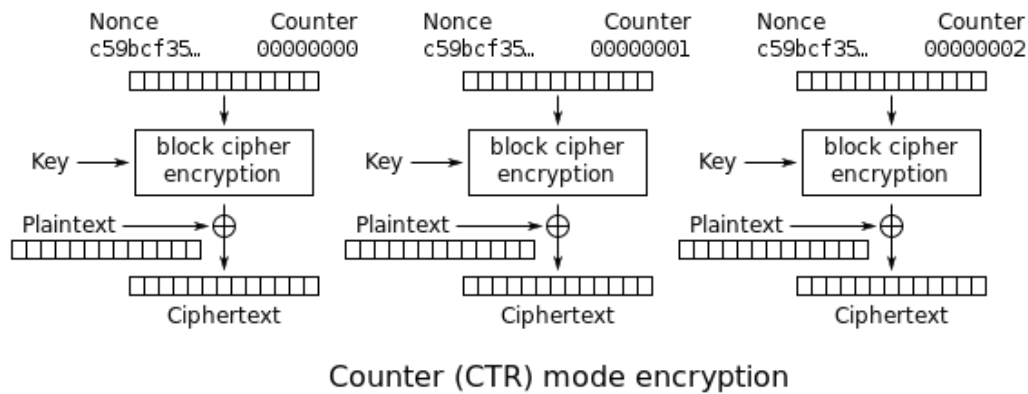 Nonce Counter Nonce Counter Nonce Counter
c59bcf35… 00000000 c59bcf35… 00000001 c59bcf35… 00000002
Key block cipher encryption Key block cipher encryption Key block cipher encryption
Plaintext Plaintext Plaintext
Ciphertext Ciphertext Ciphertext
Counter (CTR) mode encryption